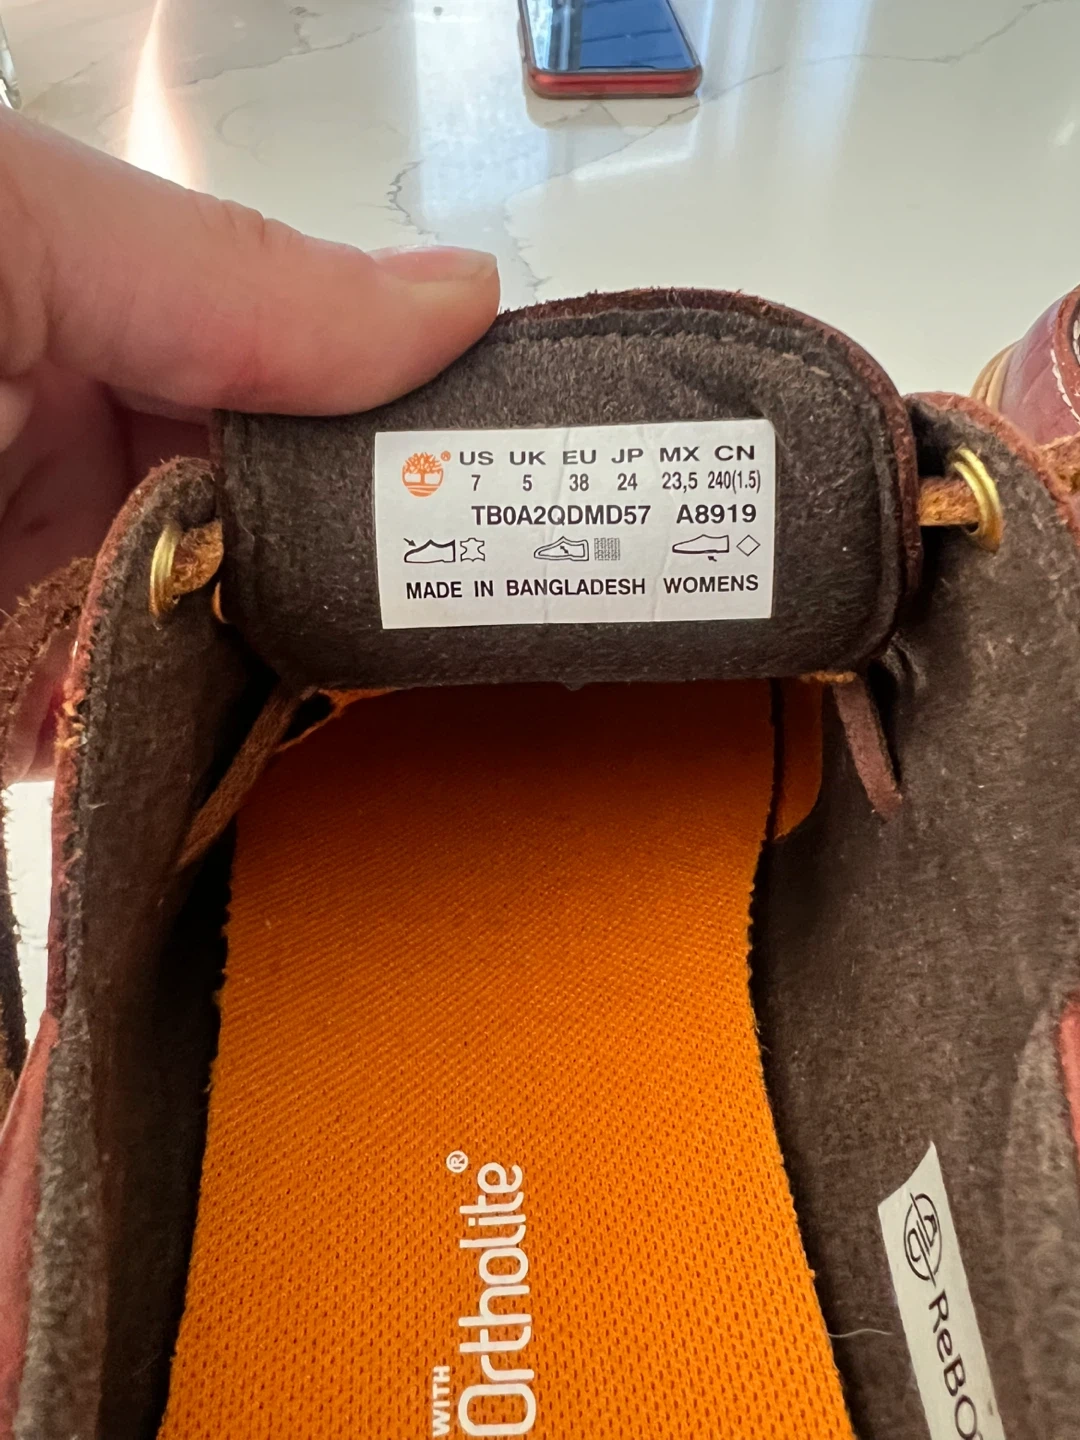 ® US UK EU JP MX CN
7 5 38 24 23,5 240(1.5)
TB0A2QDMD57 A8919
MADE IN BANGLADESH WOMENS
WITH
Ortholite®